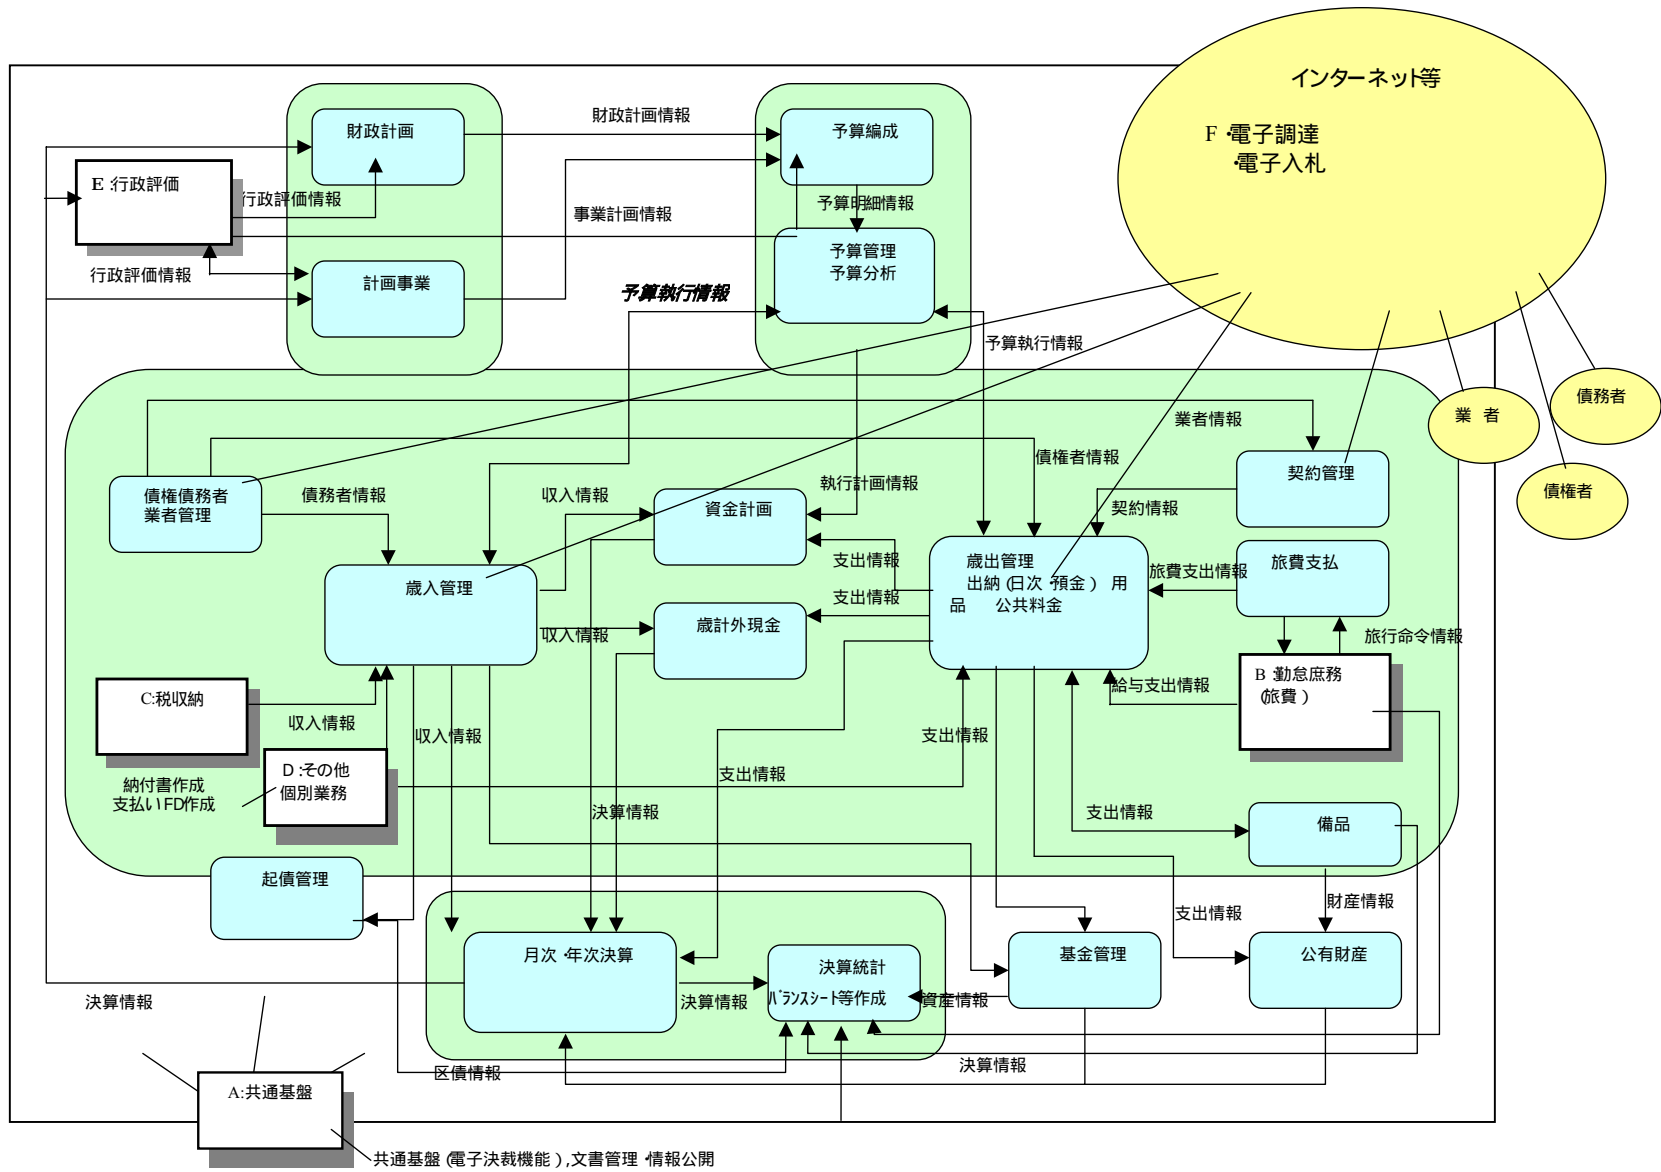 インターネット等
F・電子調達
・電子入札
財政計画
財政計画情報
予算編成
E:行政評価
行政評価情報
予算明細情報
事業計画情報
行政評価情報
計画事業
予算管理
予算分析
予算執行情報
予算執行情報
業者情報
業 者
債務者
債権者
債権者情報
契約管理
債権債務者
業者管理
債務者情報
収入情報
資金計画
執行計画情報
契約情報
歳入管理
支出情報
歳出管理
出納(日次・預金) 用
品 公共料金
旅費支出情報
旅費支払
支出情報
収入情報
歳計外現金
旅行命令情報
C:税収納
収入情報
収入情報
給与支出情報
B:勤怠庶務
(旅費)
支出情報
D:その他
個別業務
納付書作成
支払いFD作成
支出情報
決算情報
支出情報
備品
起債管理
財産情報
支出情報
月次・年次決算
決算統計
バランスシート等作成
基金管理
公有財産
決算情報
決算情報
資産情報
区債情報
決算情報
A:共通基盤
共通基盤(電子決裁機能),文書管理・情報公開